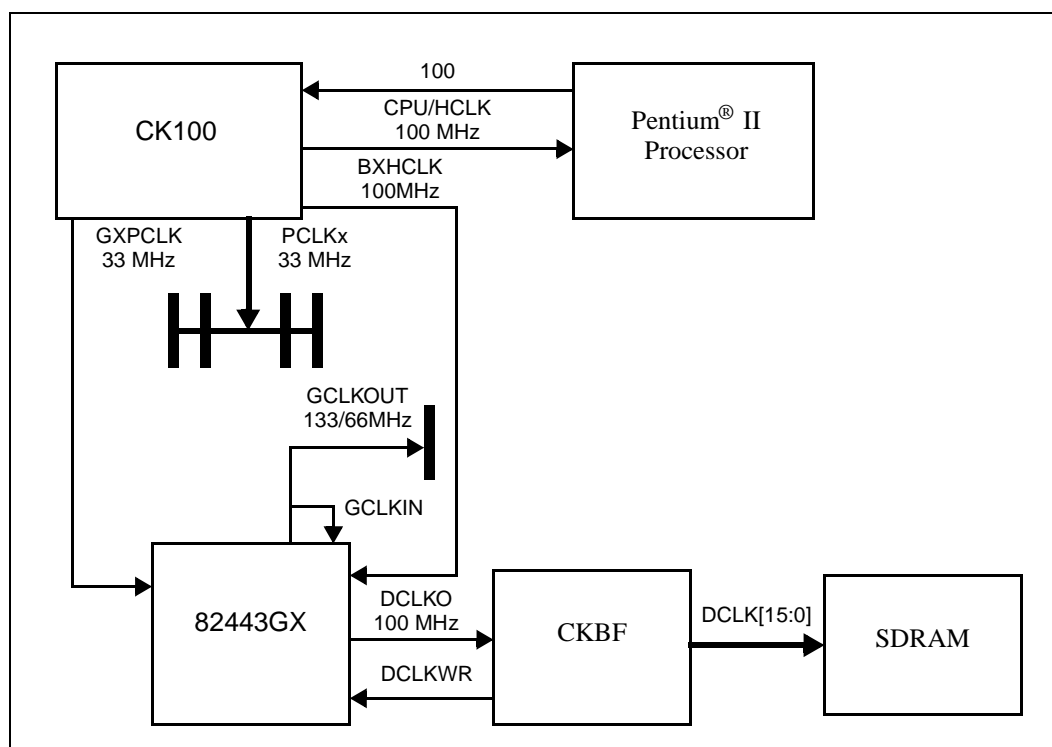 100
CK100
CPU/HCLK
100 MHz
Pentium® II
Processor
BXHCLK
100MHz
GXPCLK
33 MHz
PCLKx
33 MHz
GCLKOUT
133/66MHz
GCLKIN
82443GX
DCLKO
100 MHz
DCLKWR
CKBF
DCLK[15:0]
SDRAM